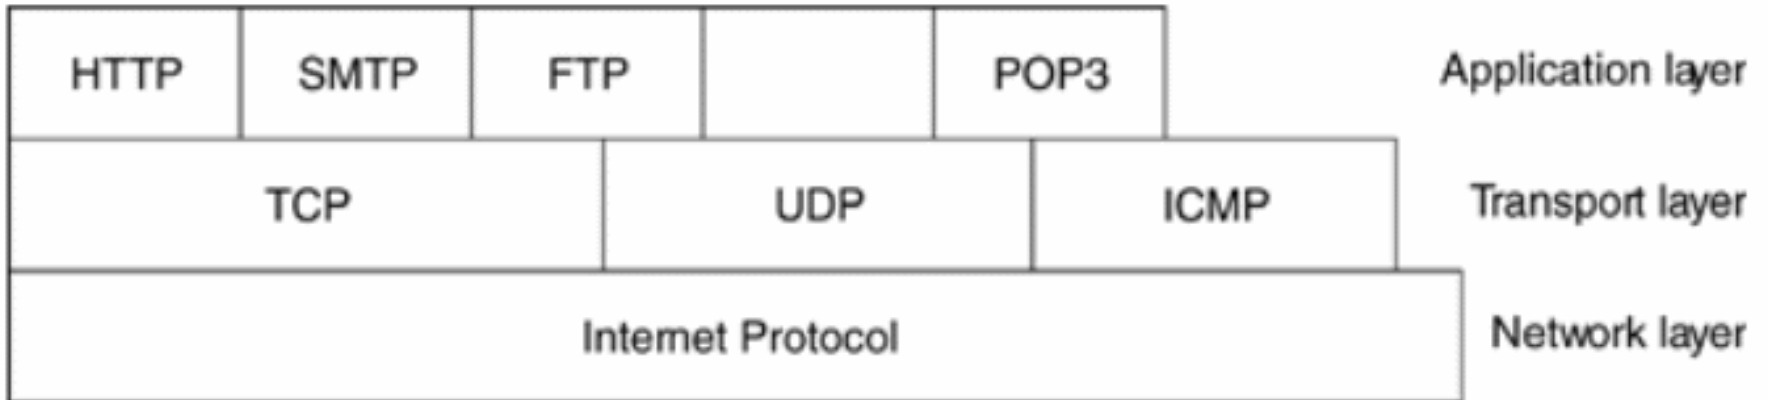 HTTP SMTP FTP POP3 Application layer
TCP UDP ICMP Transport layer
Internet Protocol Network layer